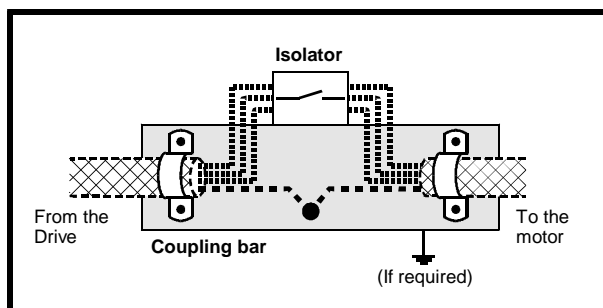 Isolator
From the
Drive
Coupling bar
To the
motor
(If required)